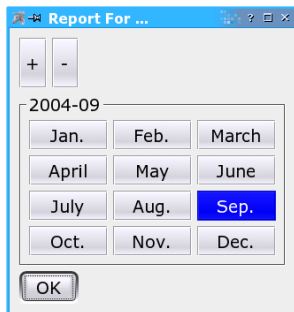 Report For ...
+ -
2004-09
Jan. Feb. March
April May June
July Aug. Sep.
Oct. Nov. Dec.
OK